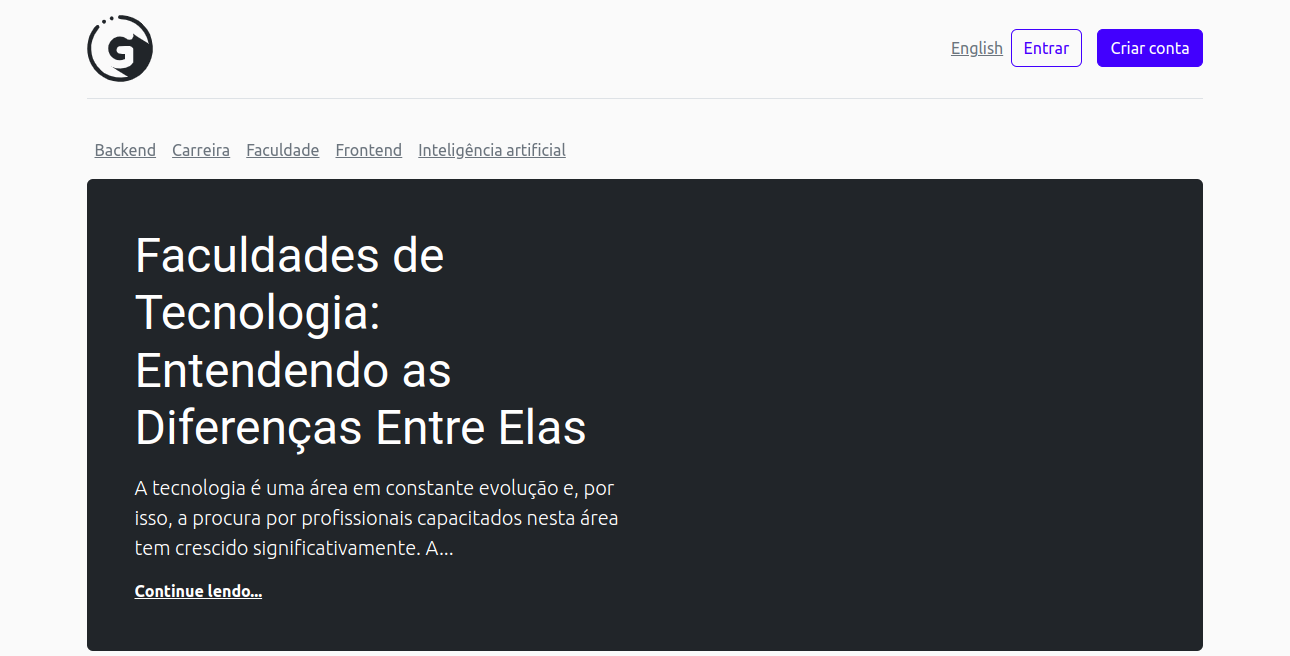 G
English Entrar Criar conta
Backend Carreira Faculdade Frontend Inteligência artificial
Faculdades de
Tecnologia:
Entendendo as
Diferenças Entre Elas
A tecnologia é uma área em constante evolução e, por
isso, a procura por profissionais capacitados nesta área
tem crescido significativamente. A...
Continue lendo...